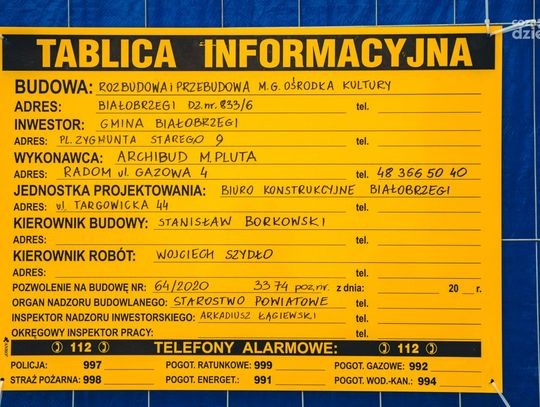 cozadzień
TABLICA INFORMACYJNA
BUDOWA: ROZBUDOWA i PRZEBUDOWA M.G. OŚRODKA KULTURY
ADRES: BIAŁOBRZEGI DZ. nr. 833/6 tel.
INWESTOR: GMINA BIAŁOBRZEGI
ADRES: PL. ZYGMUNTA STAREGO 9 tel.
WYKONAWCA: ARCHIBUD M. PLUTA
ADRES: RADOM ul. GAZOWA 4 tel. 48 366 50 40
JEDNOSTKA PROJEKTOWANIA: BIURO KONSTRUKCYJNE BIAŁOBRZEGI
ADRES: ul. TARGOWICKA 44 tel.
KIEROWNIK BUDOWY: STANISŁAW BORKOWSKI
ADRES: tel.
KIEROWNIK ROBÓT: WOJCIECH SZYDŁO
ADRES: tel.
POZWOLENIE NA BUDOWĘ NR: 64/2020 3374 poz.nr. z dnia: 20 r.
ORGAN NADZORU BUDOWLANEGO: STAROSTWO POWIATOWE tel.
INSPEKTOR NADZORU INWESTORSKIEGO: ARKADIUSZ ŁĄGIEWSKI tel.
OKRĘGOWY INSPEKTOR PRACY: tel.
112 TELEFONY ALARMOWE: 112
POLICJA: 997 POGOT. RATUNKOWE: 999 POGOT. GAZOWE: 992
STRAŻ POŻARNA: 998 POGOT. ENERGET.: 991 POGOT. WOD.-KAN.: 994